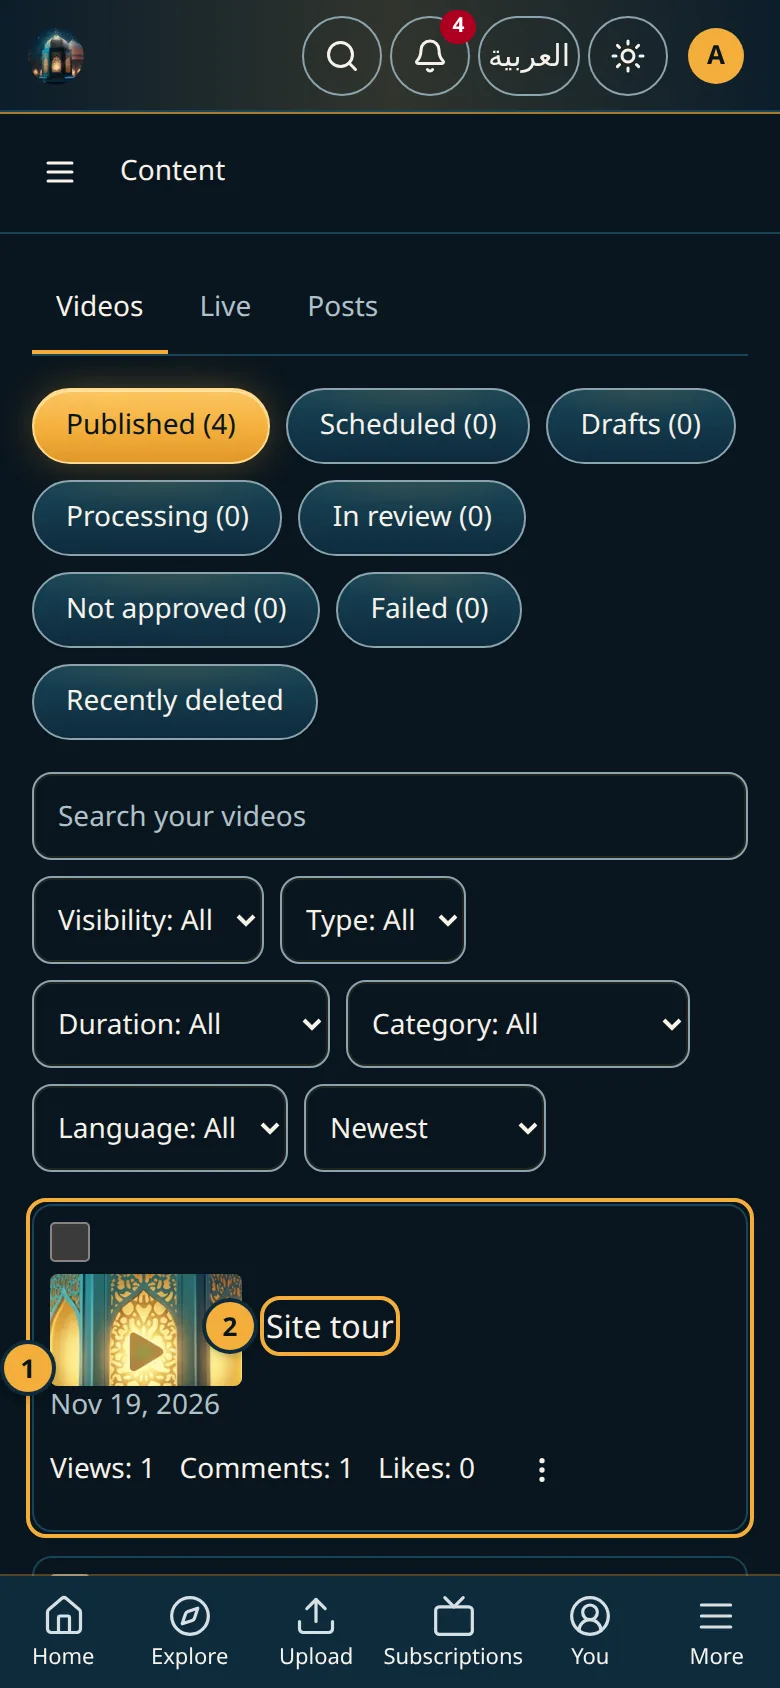 4
العربية
A
Content
Videos Live Posts
Published (4) Scheduled (0) Drafts (0)
Processing (0) In review (0)
Not approved (0) Failed (0)
Recently deleted
Search your videos
Visibility: All Type: All
Duration: All Category: All
Language: All Newest
2 Site tour
1
Nov 19, 2026
Views: 1 Comments: 1 Likes: 0
Home Explore Upload Subscriptions You More